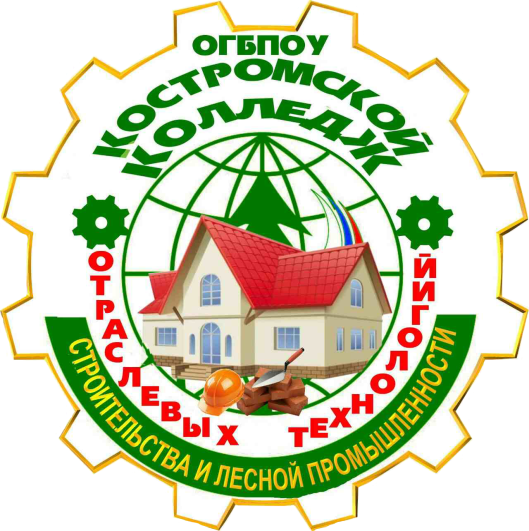 ОГБПОУ
КОСТРОМСКОЙ
КОЛЛЕДЖ
ОТРАСЛЕВЫХ ТЕХНОЛОГИЙ
СТРОИТЕЛЬСТВА И ЛЕСНОЙ ПРОМЫШЛЕННОСТИ